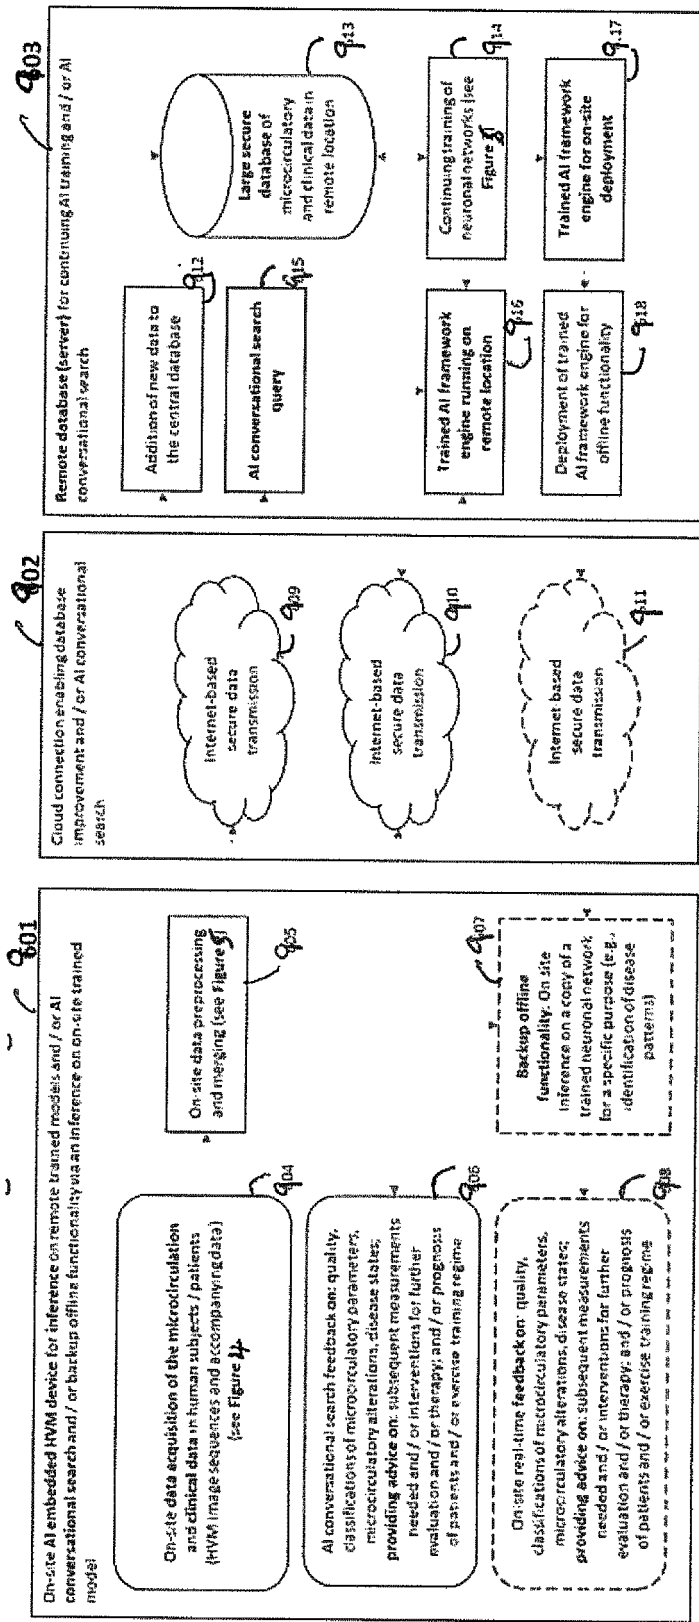 901
On-site AI embedded HVM device for inference on remote trained models and / or AI
conversational search and / or backup offline functionality via an inference on on-site trained
model
On-site data acquisition of the microcirculation
and clinical data in human subjects / patients
(HVM image sequences and accompanying data)
(see Figure 4
904
On-site data preprocessing
and merging (see Figure 5)
905
AI conversational search feedback on: quality,
classifications of microcirculatory parameters,
microcirculatory alterations, disease states;
providing advice on: subsequent measurements
needed and / or interventions for further
evaluation and / or therapy; and / or prognosis
of patients and / or exercise training regime
906
On-site real-time feedback on: quality,
classifications of microcirculatory parameters,
microcirculatory alterations, disease states;
providing advice on: subsequent measurements
needed and / or interventions for further
evaluation and / or therapy; and / or prognosis
of patients and / or exercise training regime
908
907
Backup offline
functionality: On site
inference on a copy of a
trained neuronal network
for a specific purpose (e.g.,
identification of disease
patterns)
902
Cloud connection enabling database
improvement and / or AI conversational
search
Internet-based
secure data
transmission
909
Internet-based
secure data
transmission
910
Internet based
secure data
transmission
911
903
Remote database (server) for continuing AI training and / or AI
conversational search
Addition of new data to
the central database
912
Large secure
database of
microcirculatory
and clinical data in
remote location
913
AI conversational search
query
915
Trained AI framework
engine running on
remote location
916
Continuing training of
neuronal networks (see
Figure 8)
914
Deployment of trained
AI framework engine for
offline functionality
918
Trained AI framework
engine for on-site
deployment
917